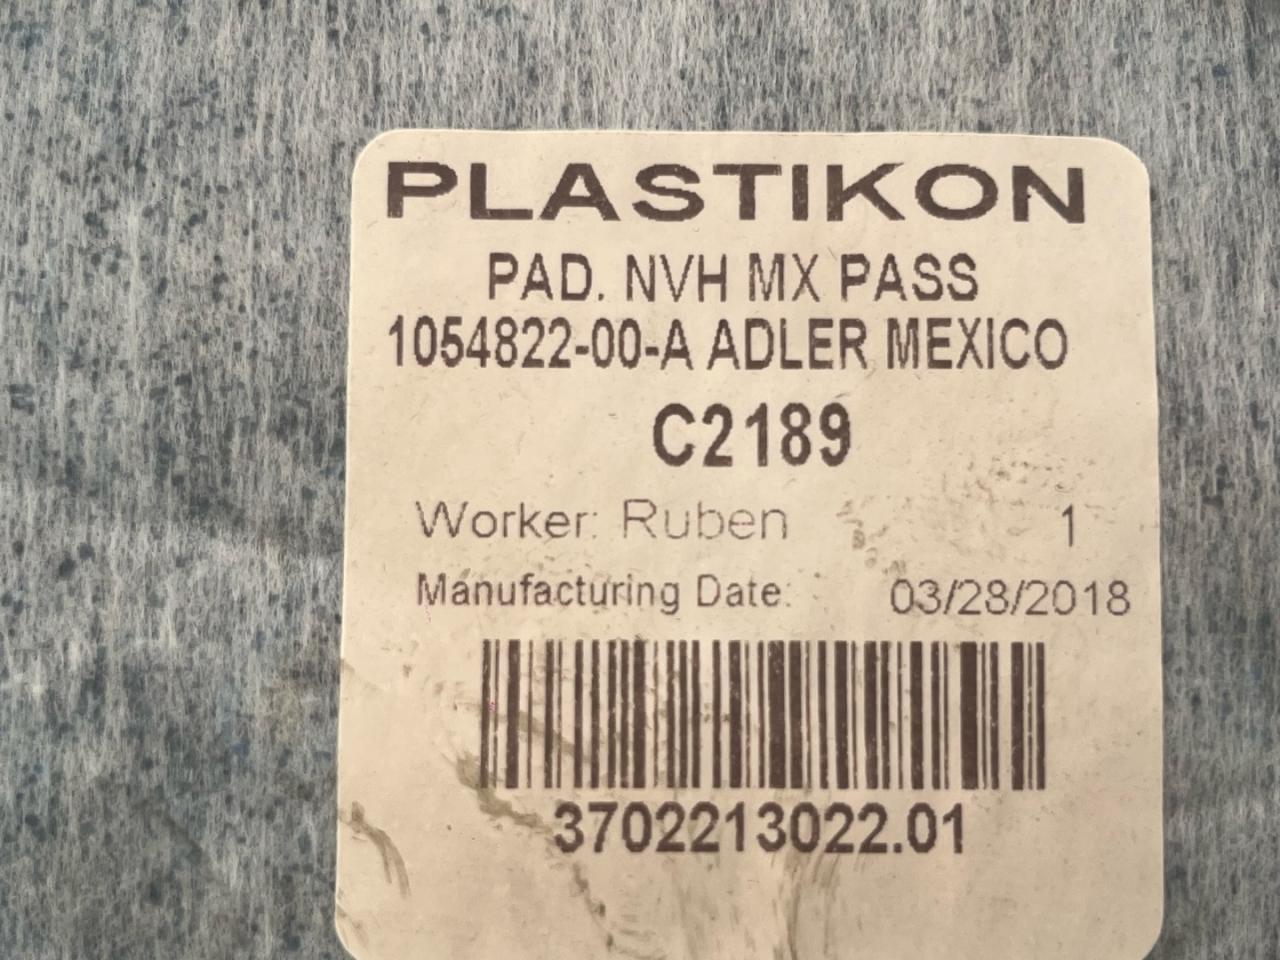 PLASTIKON
PAD. NVH MX PASS
1054822-00-A ADLER MEXICO
C2189
Worker: Ruben 1
Manufacturing Date: 03/28/2018
3702213022.01